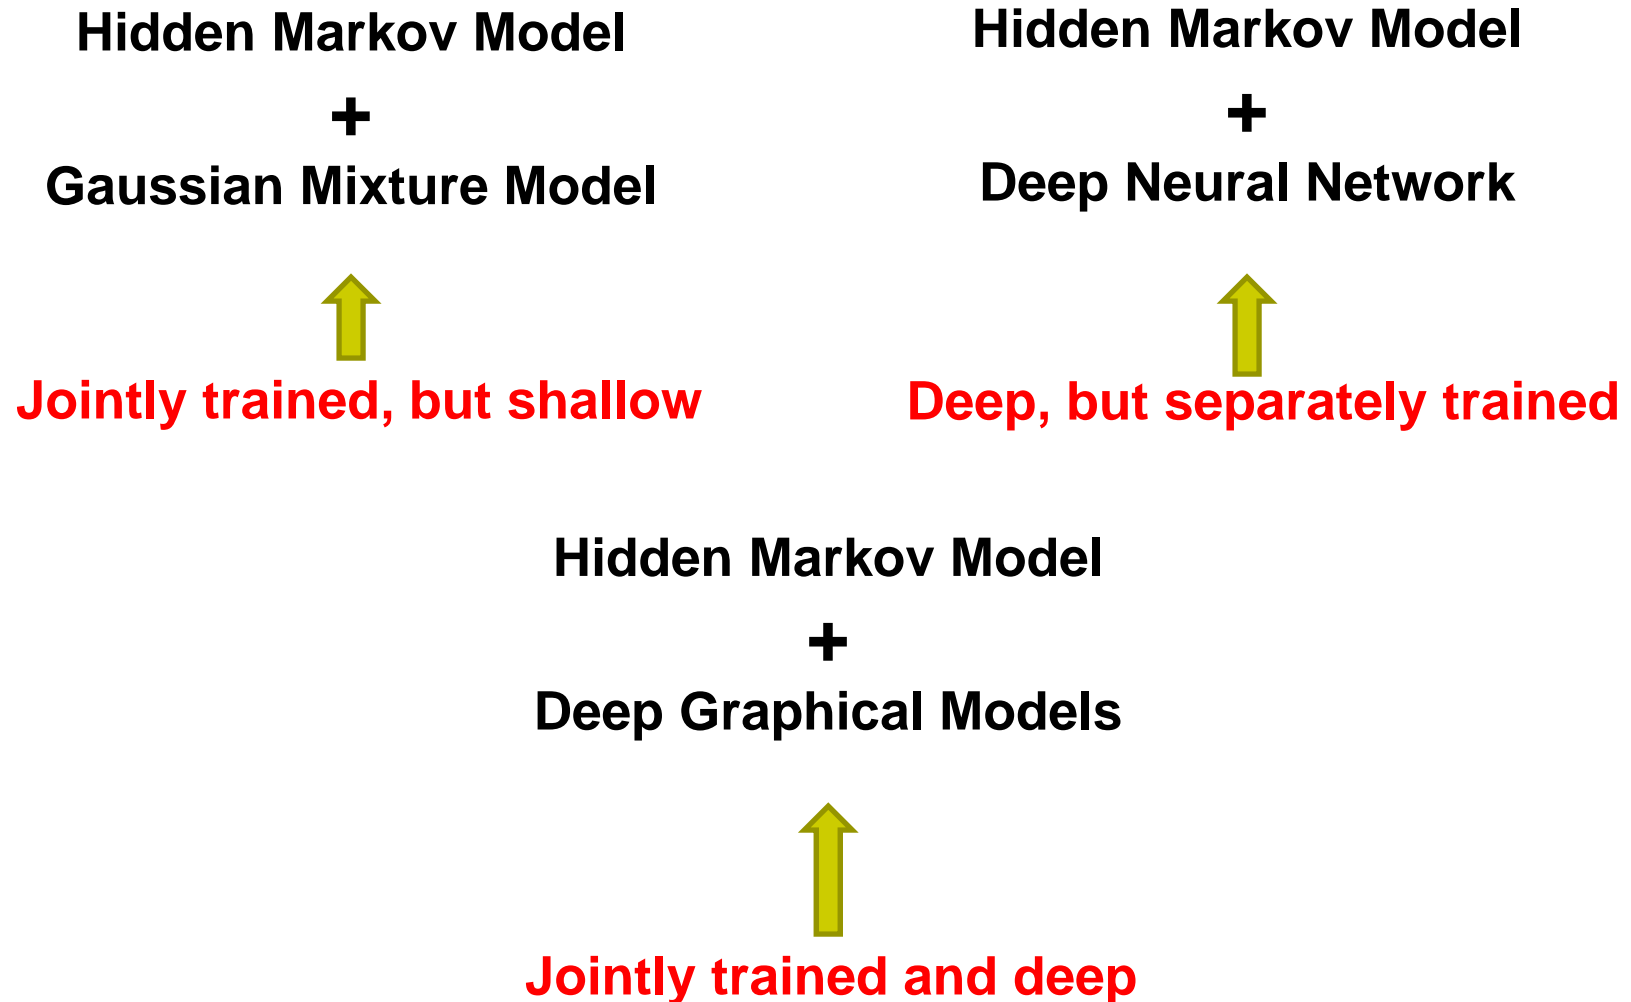 Hidden Markov Model
+
Gaussian Mixture Model
Jointly trained, but shallow
Hidden Markov Model
+
Deep Neural Network
Deep, but separately trained
Hidden Markov Model
+
Deep Graphical Models
Jointly trained and deep